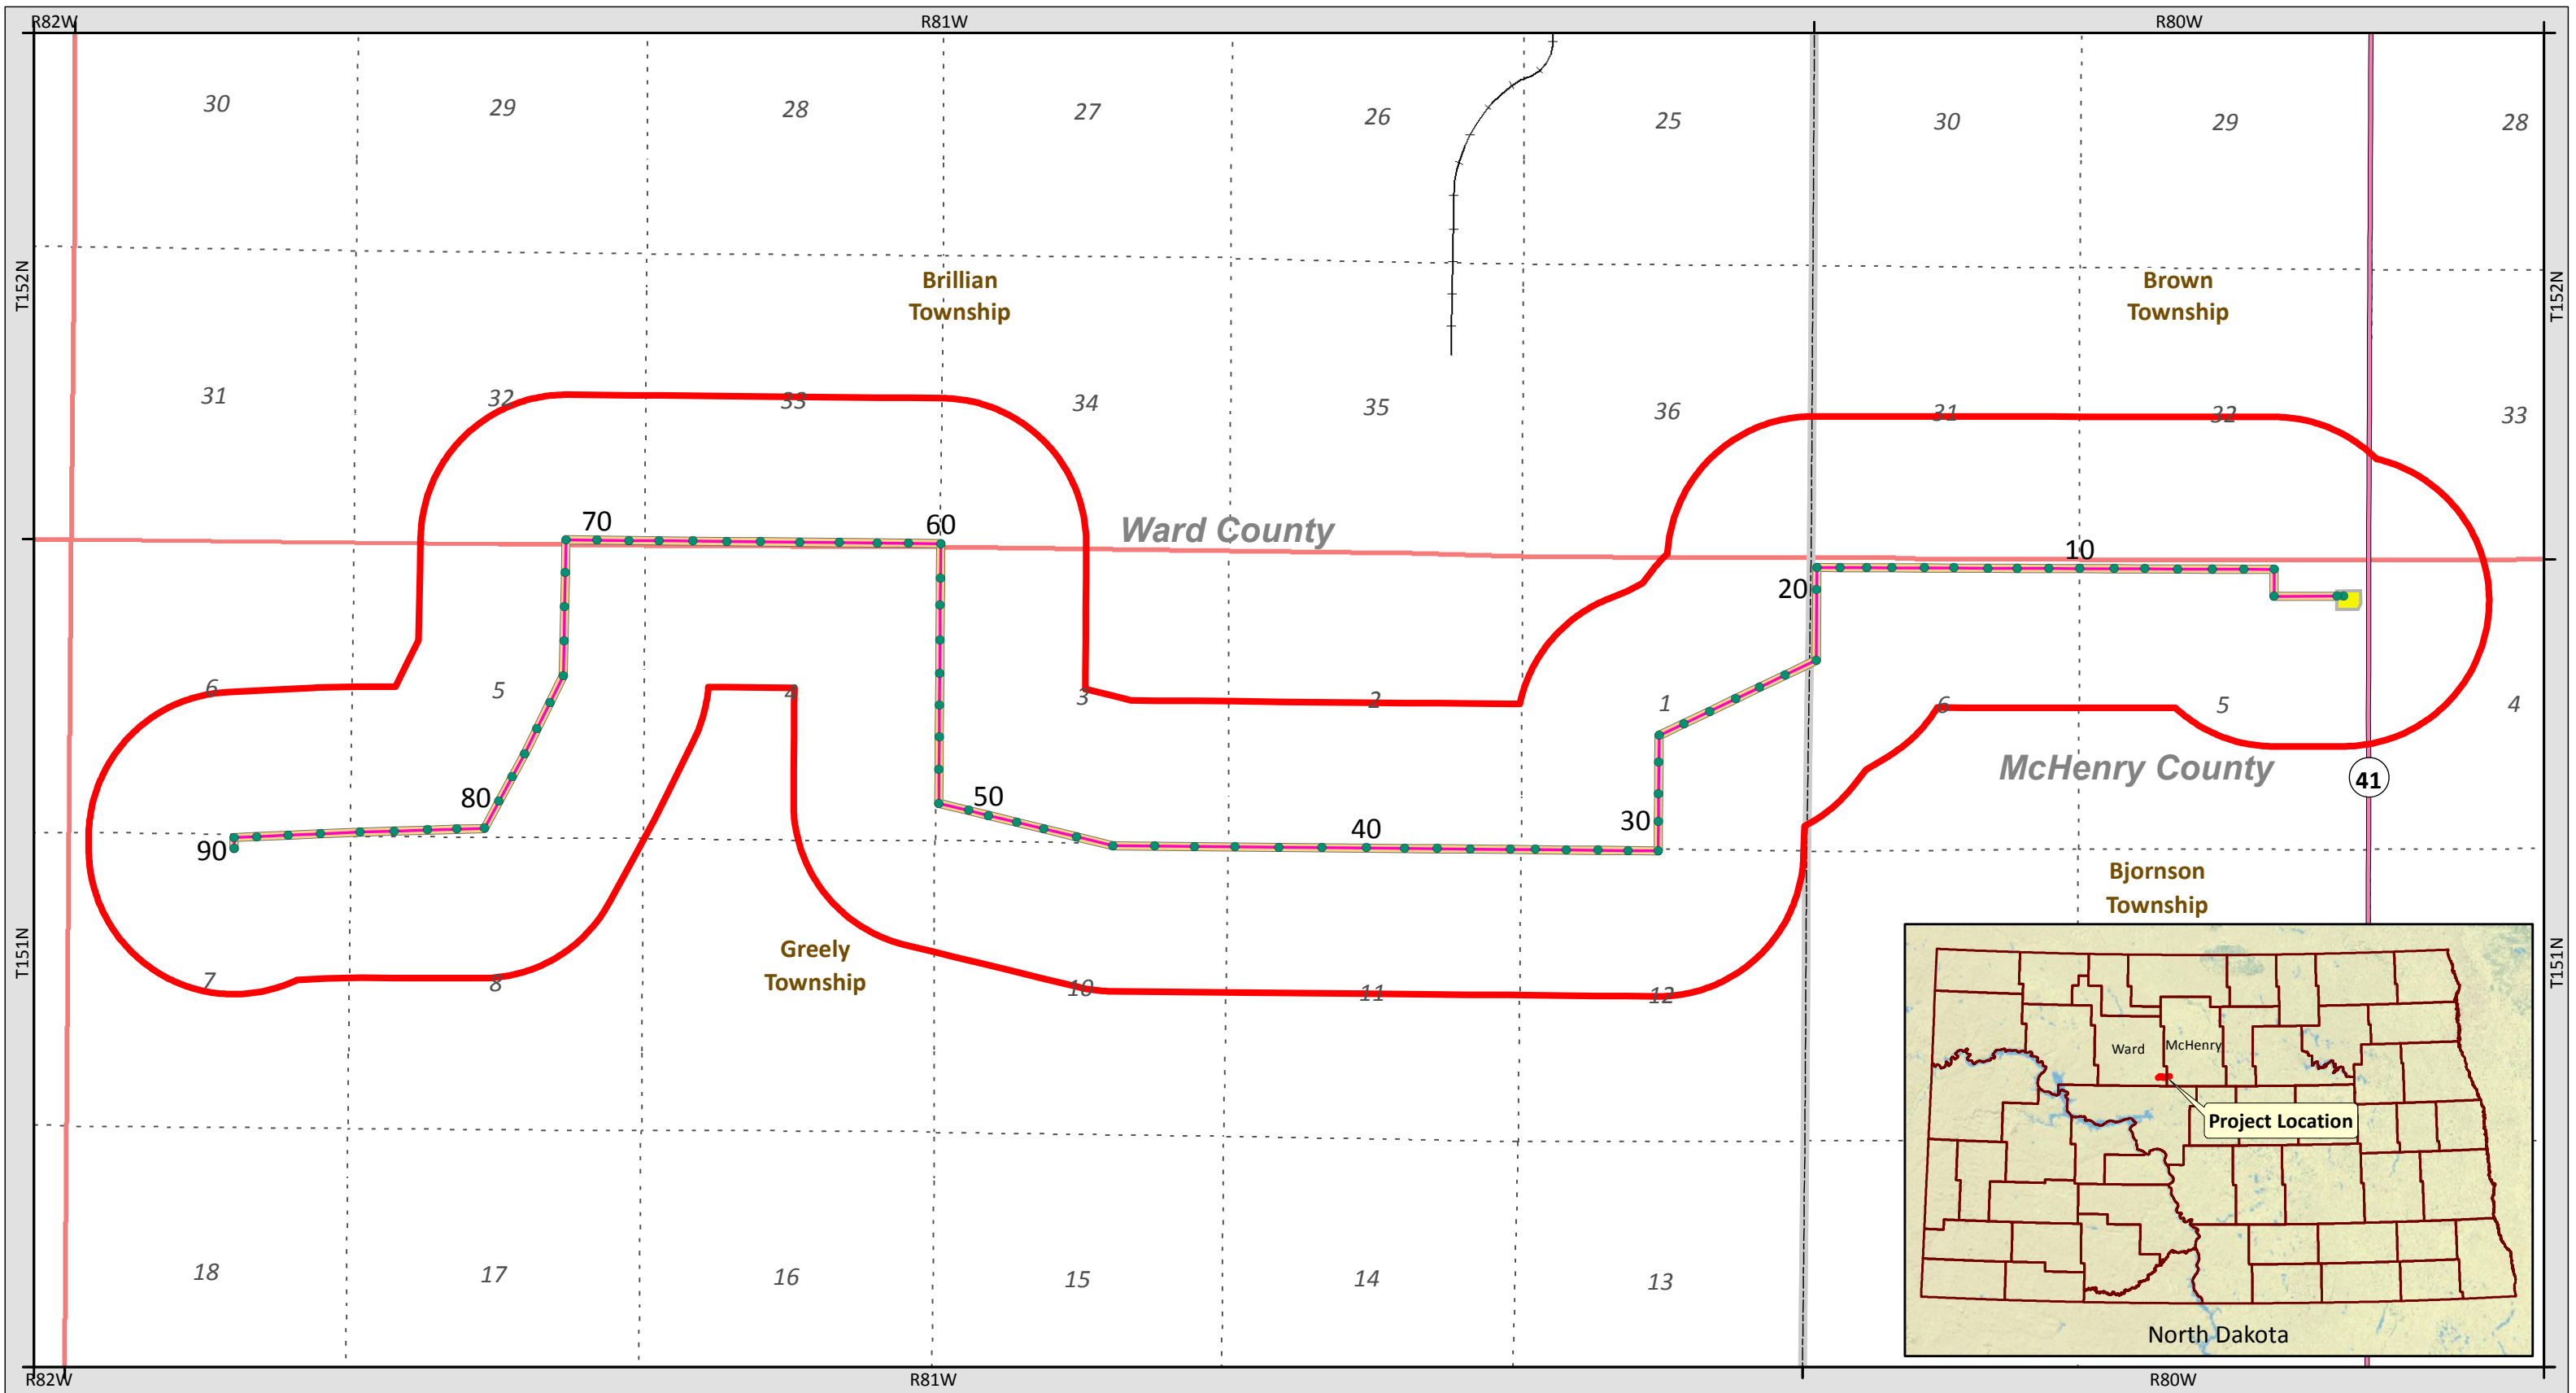 R82W
R81W
R80W
30
29
28
27
26
25
30
29
28
T152N
Brillian
Township
Brown
Township
T152N
31
32
33
34
35
36
31
32
33
70
60
Ward County
10
20
6
5
4
3
2
1
6
5
4
McHenry County
41
80
50
40
30
90
Bjornson
Township
T151N
Greely
Township
T151N
7
8
10
11
12
Ward
McHenry
Project Location
18
17
16
15
14
13
North Dakota
R82W
R81W
R80W